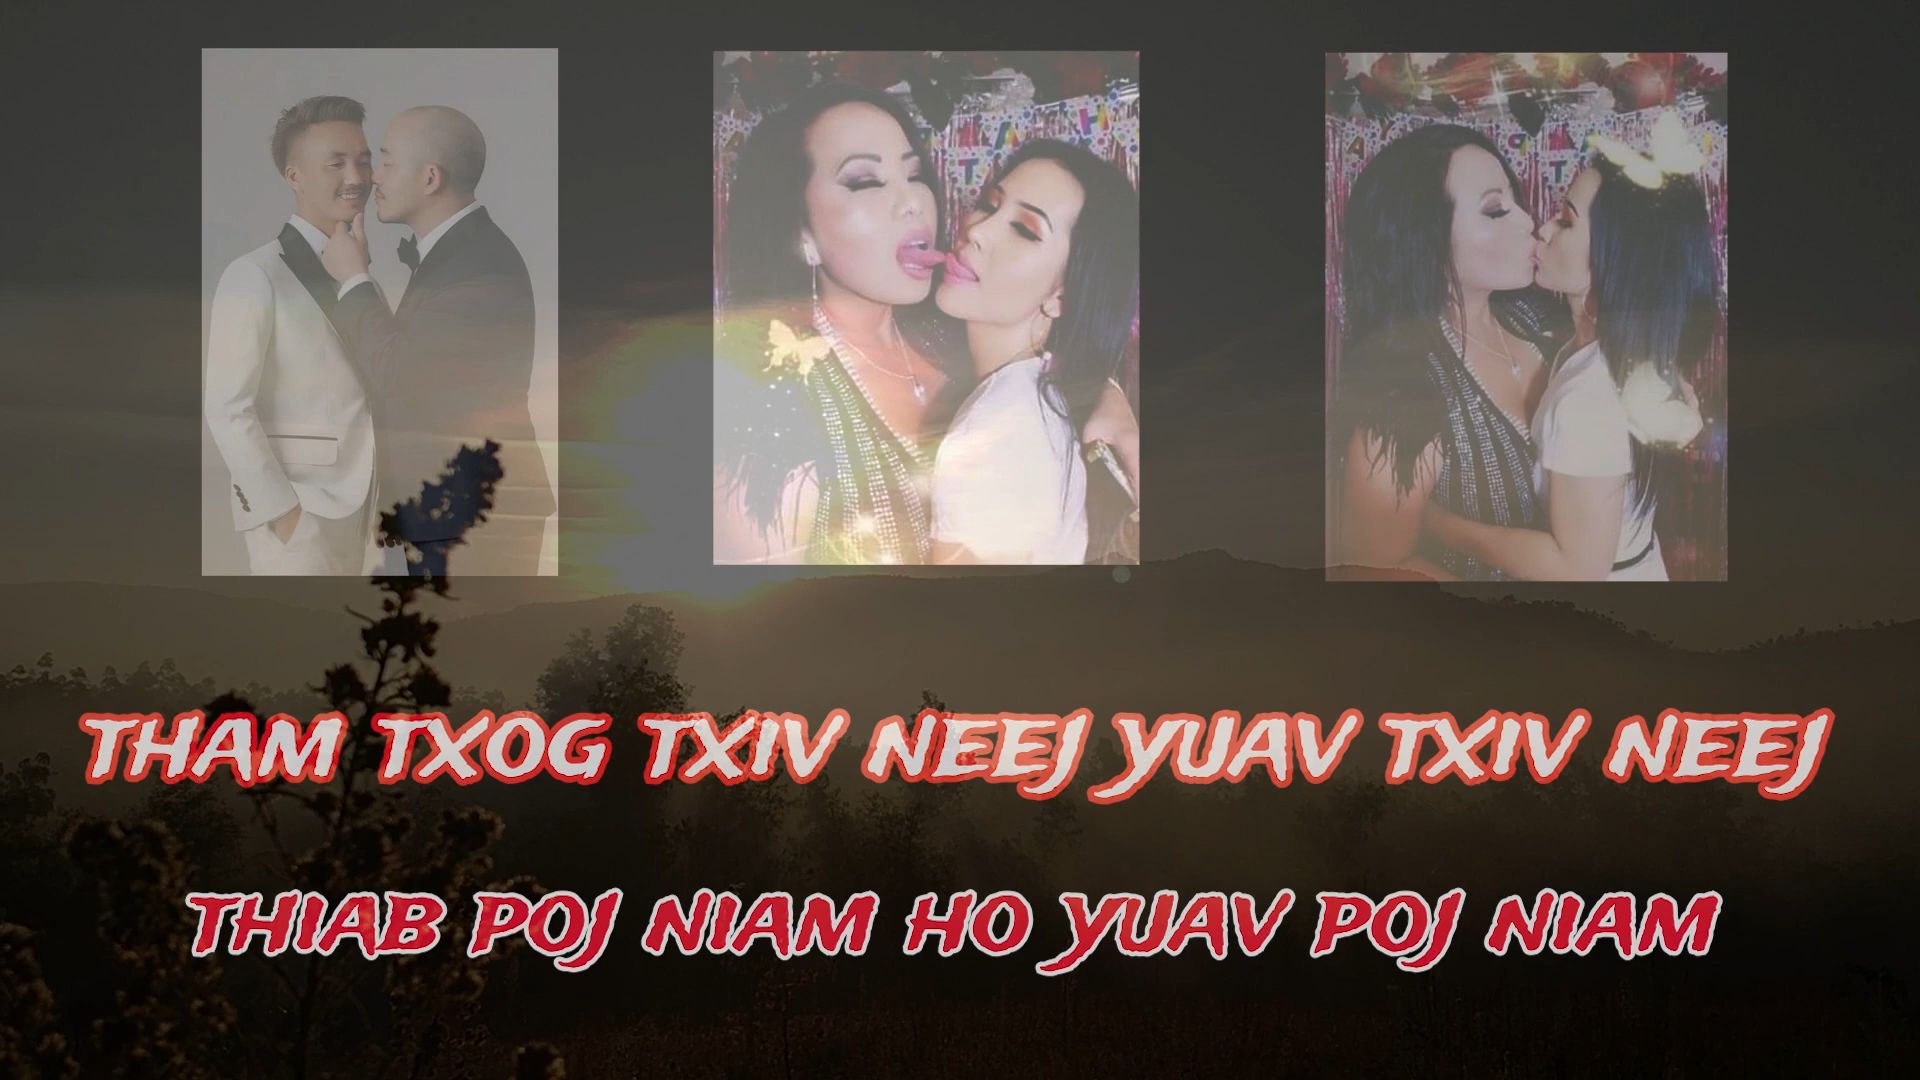 THAM TXOG TXIV NEEJ YUAV TXIV NEEJ
THIAB POJ NIAM HO YUAV POJ NIAM